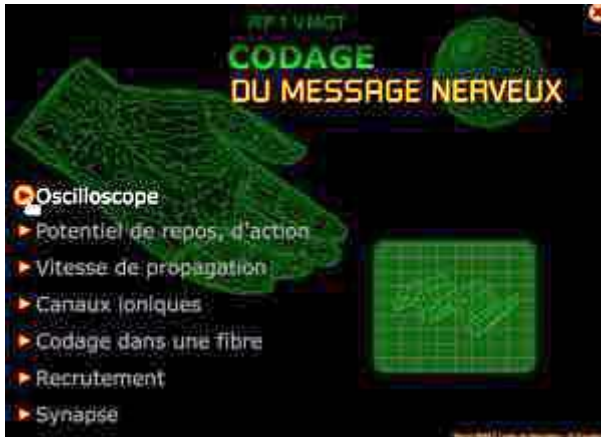 CODAGE
DU MESSAGE NERVEUX
Oscilloscope
Potentiel de repos, d'action
Vitesse de propagation
Canaux ioniques
Codage dans une fibre
Recrutement
Synapse